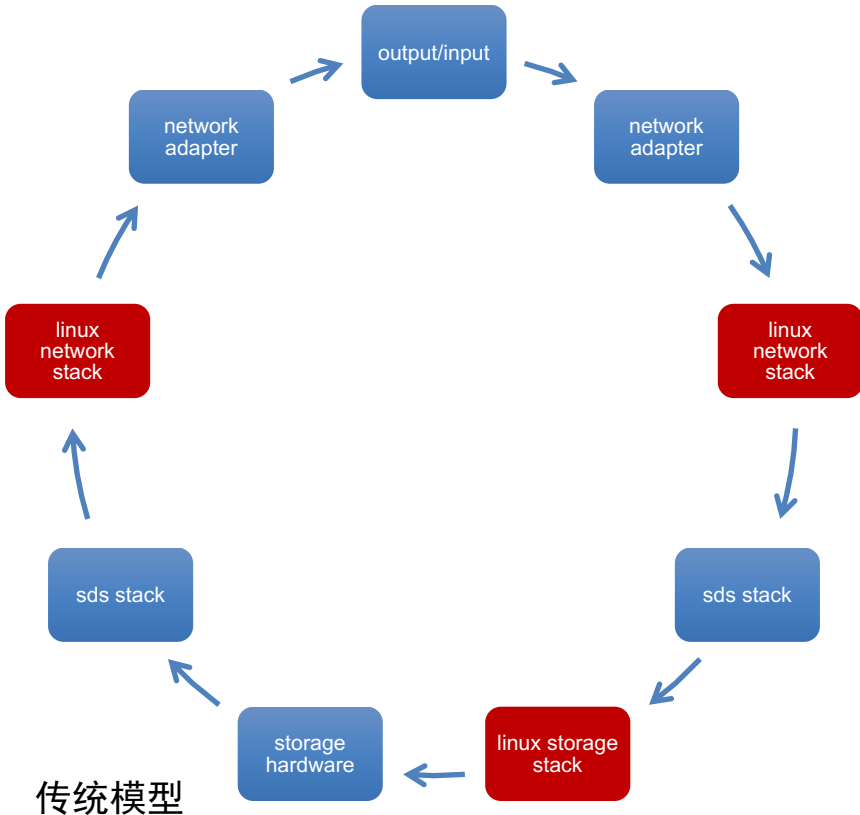 output/input
network
adapter
network
adapter
linux
network
stack
linux
network
stack
sds stack
sds stack
storage
hardware
linux storage
stack
传统模型